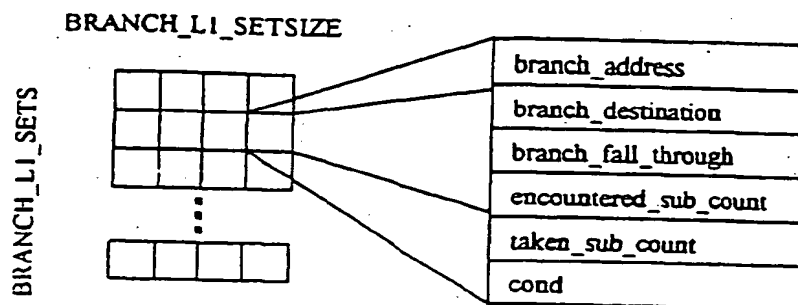 BRANCH_L1_SETSIZE
BRANCH_L1_SETS
branch_address
branch_destination
branch_fall_through
encountered_sub_count
taken_sub_count
cond